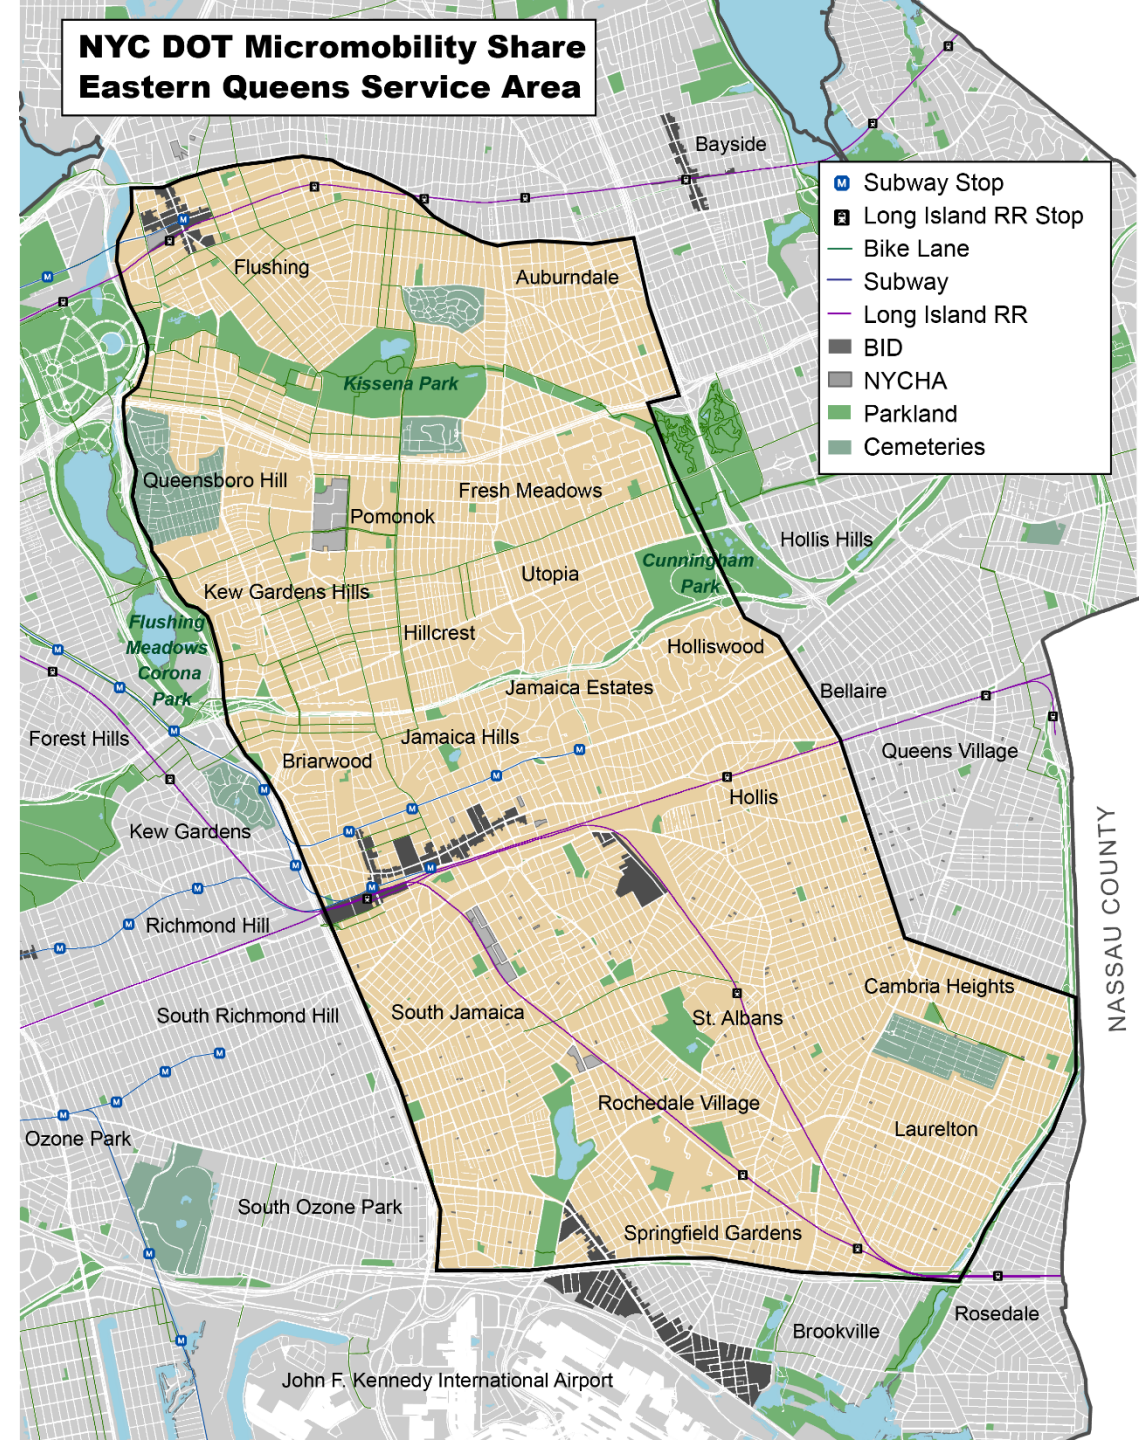 NYC DOT Micromobility Share
Eastern Queens Service Area
Bayside
Subway Stop
Long Island RR Stop
Bike Lane
Subway
Long Island RR
BID
NYCHA
Parkland
Cemeteries
Flushing
Auburndale
Kissena Park
Queensboro Hill
Fresh Meadows
Pomonok
Hollis Hills
Cunningham
Park
Utopia
Kew Gardens Hills
Flushing
Meadows
Corona
Park
Hillcrest
Holliswood
Jamaica Estates
Bellaire
Forest Hills
Jamaica Hills
Queens Village
Briarwood
Hollis
Kew Gardens
NASSAU COUNTY
Richmond Hill
Cambria Heights
South Richmond Hill
South Jamaica
St. Albans
Rochedale Village
Ozone Park
Laurelton
South Ozone Park
Springfield Gardens
Rosedale
Brookville
John F. Kennedy International Airport